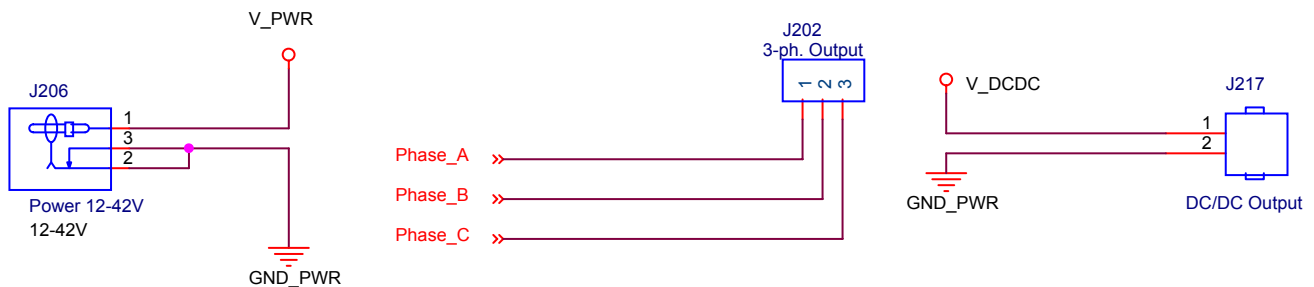 V_PWR
J206
1
3
2
Power 12-42V
12-42V
GND_PWR
J202
3-ph. Output
1
2
3
Phase_A
Phase_B
Phase_C
V_DCDC
J217
1
2
GND_PWR
DC/DC Output